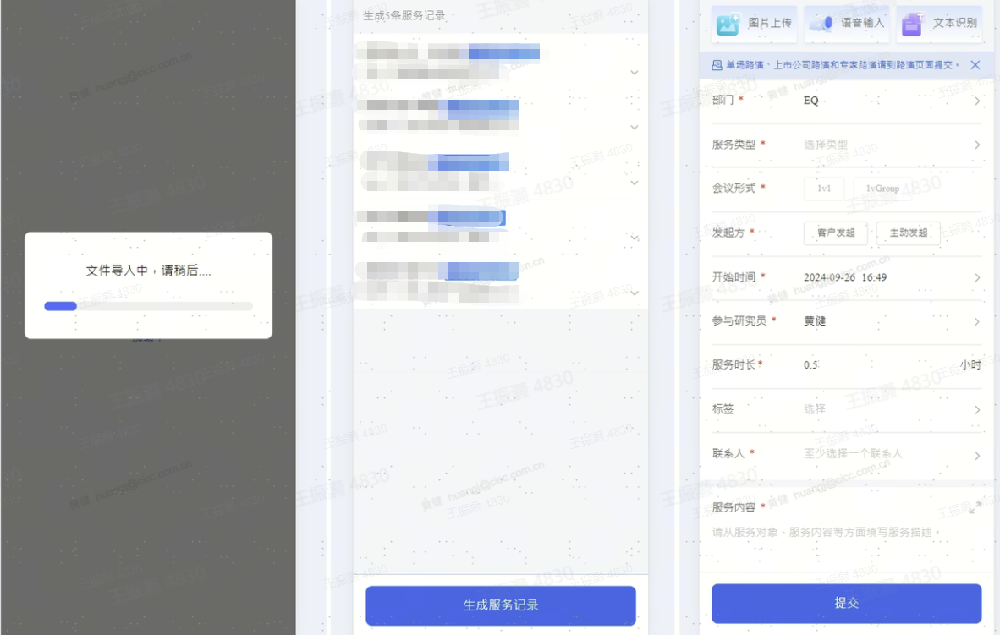 文件导入中，请稍后....
生成5条服务记录
生成服务记录
图片上传
语音输入
文本识别
单场路演、上市公司路演和专家路演请到路演页面提交。
部门 *
EQ
服务类型 *
选择类型
会议形式 *
1v1
1vGroup
发起方 *
客户发起
主动发起
开始时间 *
2024-09-26 16:49
参与研究员 *
黄健
服务时长 *
0.5
小时
标签
选择
联系人 *
至少选择一个联系人
服务内容 *
请从服务对象、服务内容等方面填写服务描述。
提交